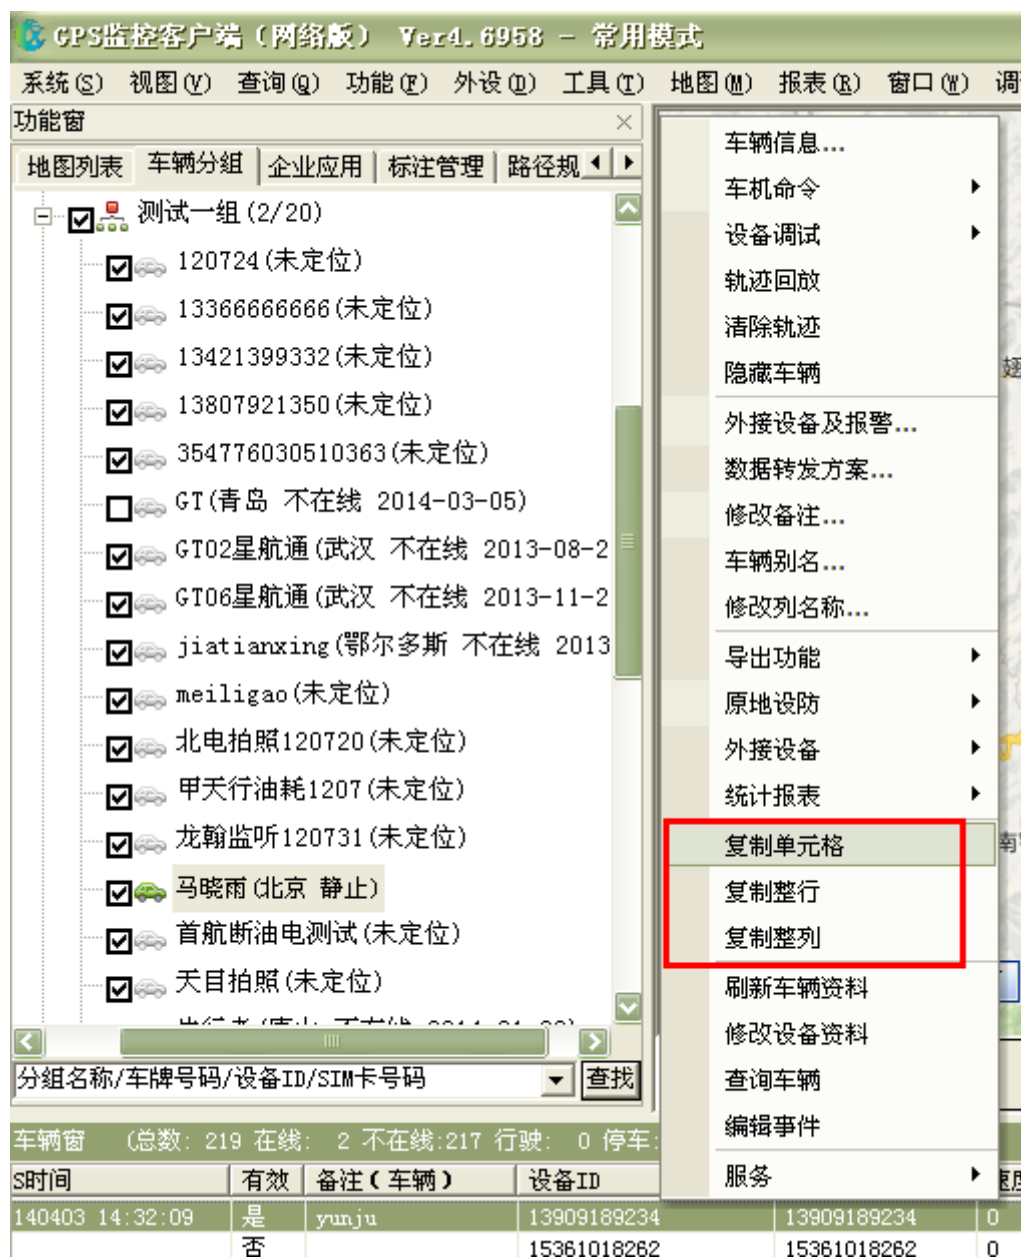 GPS监控客户端（网络版） Ver4.6958 - 常用模式
系统(S) 视图(V) 查询(Q) 功能(F) 外设(D) 工具(T) 地图(M) 报表(R) 窗口(W) 调
功能窗
地图列表 车辆分组 企业应用 标注管理 路径规
测试一组(2/20)
120724(未定位)
13366666666(未定位)
13421399332(未定位)
13807921350(未定位)
354776030510363(未定位)
GT(青岛 不在线 2014-03-05)
GT02星航通(武汉 不在线 2013-08-2
GT06星航通(武汉 不在线 2013-11-2
jiatianxing(鄂尔多斯 不在线 2013
meiligao(未定位)
北电拍照120720(未定位)
甲天行油耗1207(未定位)
龙翰监听120731(未定位)
马晓雨(北京 静止)
首航断油电测试(未定位)
天目拍照(未定位)
分组名称/车牌号码/设备ID/SIM卡号码 查找
车辆信息...
车机命令
设备调试
轨迹回放
清除轨迹
隐藏车辆
外接设备及报警...
数据转发方案...
修改备注...
车辆别名...
修改列名称...
导出功能
原地设防
外接设备
统计报表
复制单元格
复制整行
复制整列
刷新车辆资料
修改设备资料
查询车辆
编辑事件
服务
车辆窗 (总数: 219 在线: 2 不在线:217 行驶: 0 停车:
S时间 有效 备注(车辆) 设备ID
140403 14:32:09 是 yunju 13909189234 13909189234 0
否 15361018262 15361018262 0